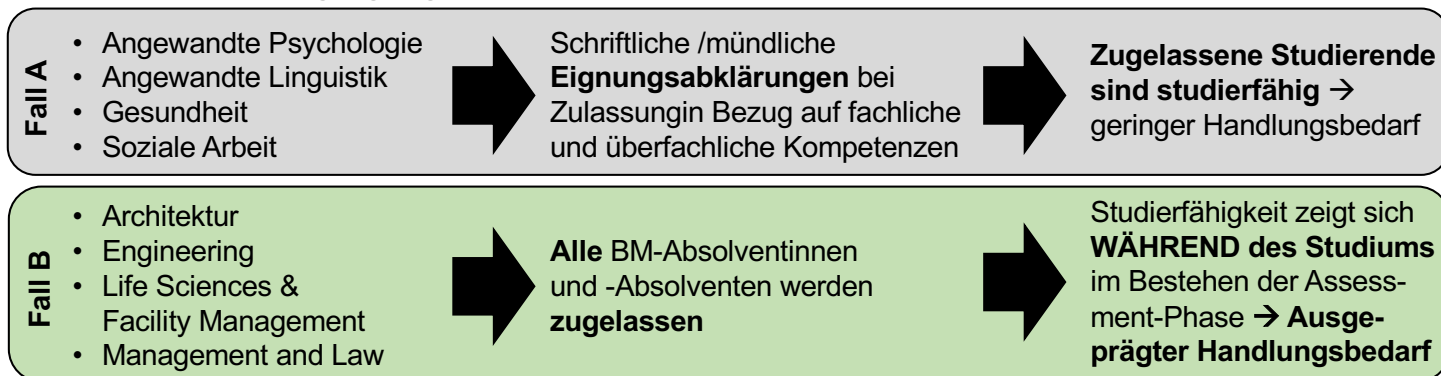 Fall A
• Angewandte Psychologie
• Angewandte Linguistik
• Gesundheit
• Soziale Arbeit
Schriftliche /mündliche
Eignungsabklärungen bei
Zulassungin Bezug auf fachliche
und überfachliche Kompetenzen
Zugelassene Studierende
sind studierfähig →
geringer Handlungsbedarf
Fall B
• Architektur
• Engineering
• Life Sciences &
Facility Management
• Management and Law
Alle BM-Absolventinnen
und -Absolventen werden
zugelassen
Studierfähigkeit zeigt sich
WÄHREND des Studiums
im Bestehen der Assess-
ment-Phase → Ausge-
prägter Handlungsbedarf